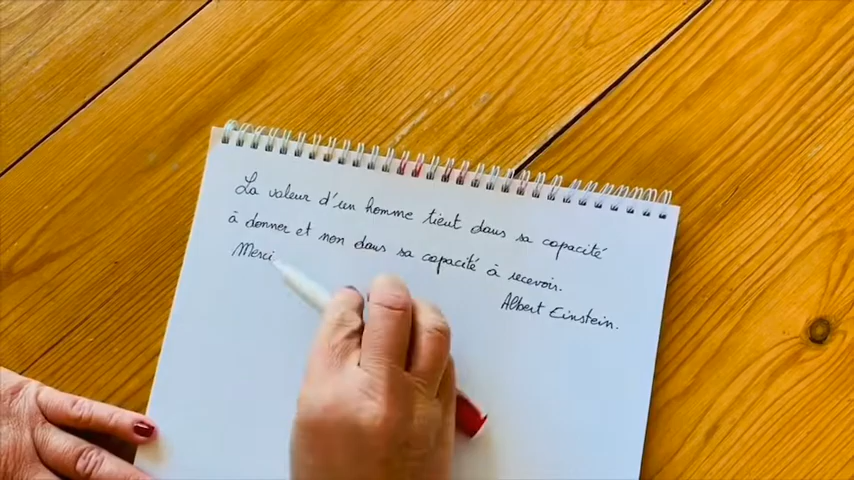 La valeur d'un homme tient dans sa capacité
à donner et non dans sa capacité à recevoir.
Merci
Albert Einstein.